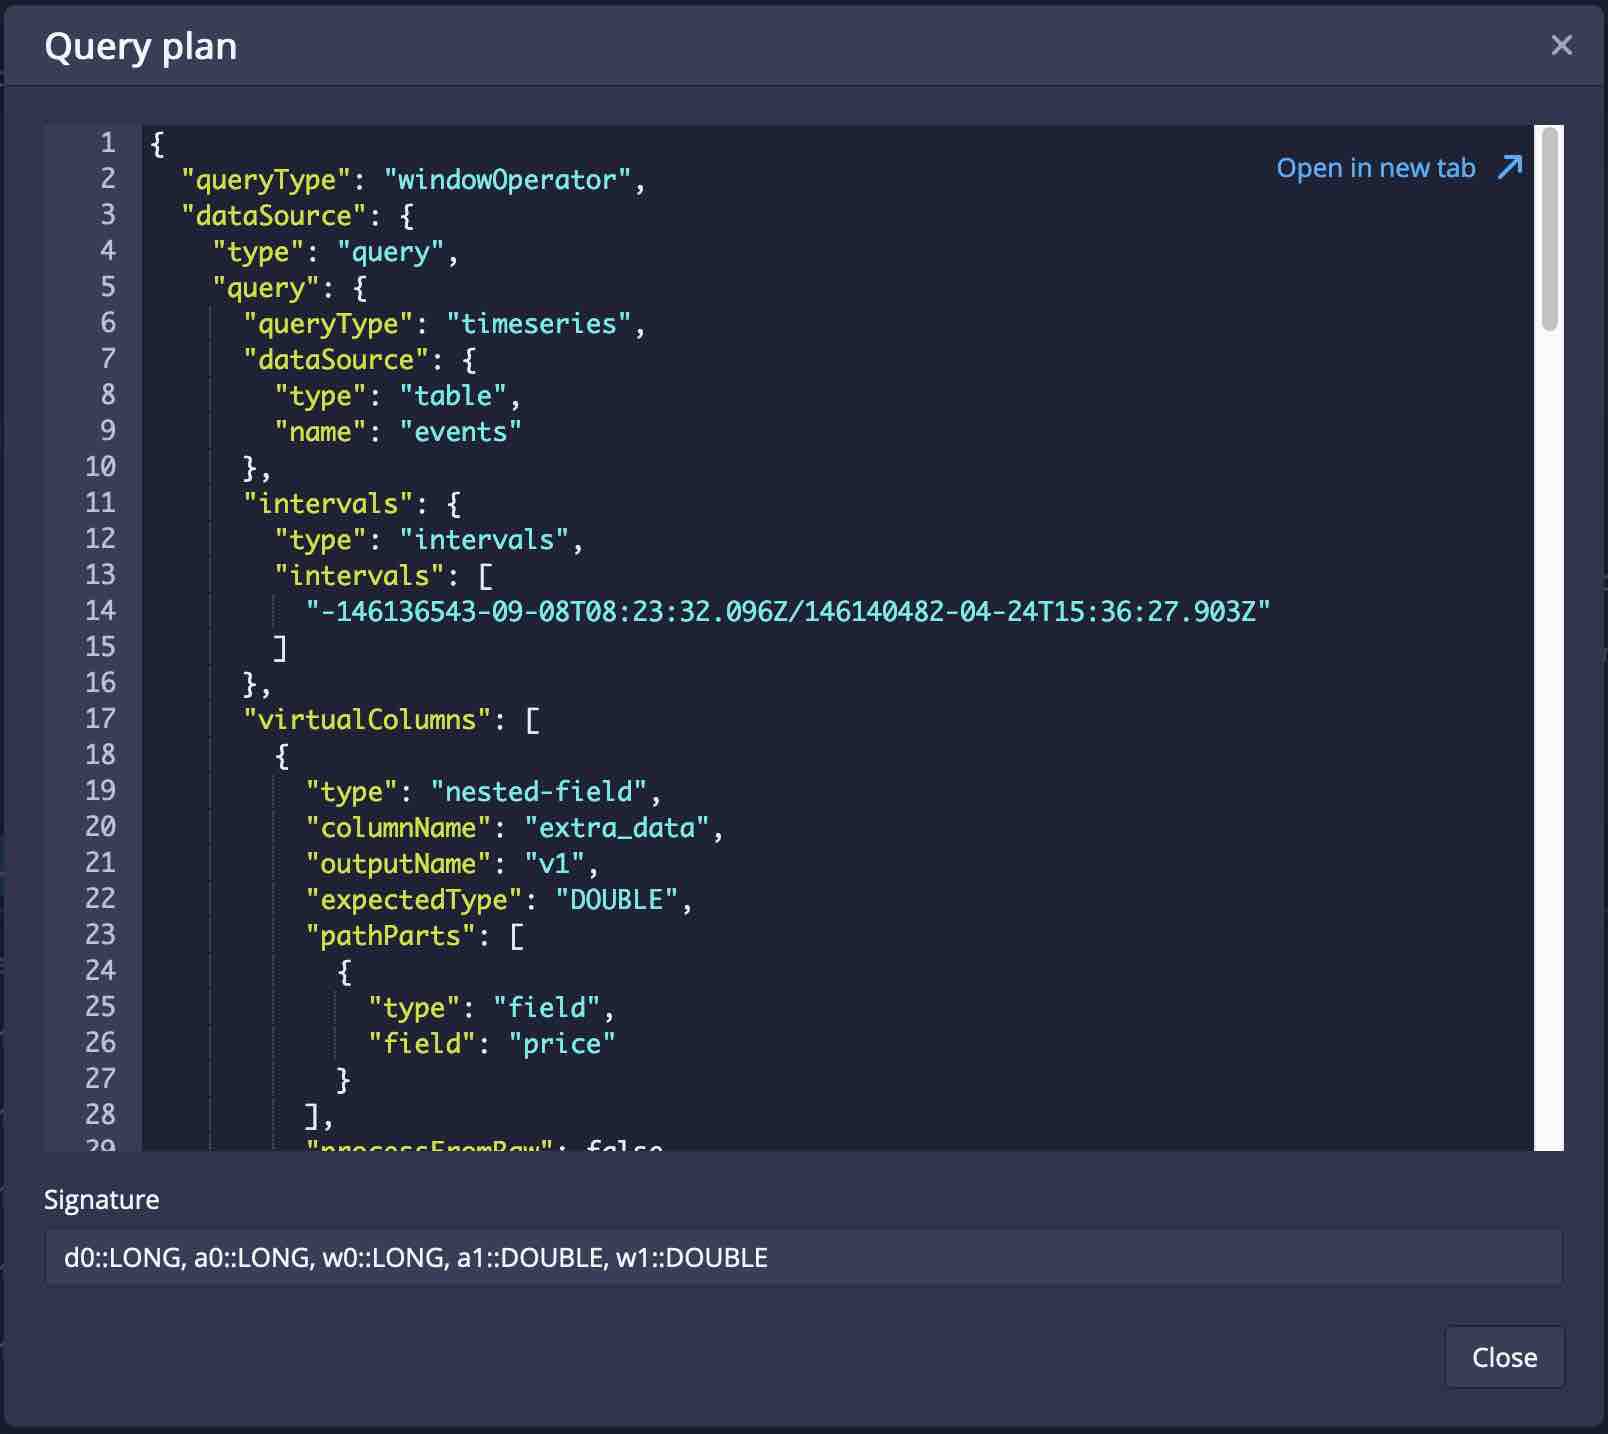 Query plan
Open in new tab
1 {
2 "queryType": "windowOperator",
3 "dataSource": {
4 "type": "query",
5 "query": {
6 "queryType": "timeseries",
7 "dataSource": {
8 "type": "table",
9 "name": "events"
10 },
11 "intervals": {
12 "type": "intervals",
13 "intervals": [
14 "-146136543-09-08T08:23:32.096Z/146140482-04-24T15:36:27.903Z"
15 ]
16 },
17 "virtualColumns": [
18 {
19 "type": "nested-field",
20 "columnName": "extra_data",
21 "outputName": "v1",
22 "expectedType": "DOUBLE",
23 "pathParts": [
24 {
25 "type": "field",
26 "field": "price"
27 }
28 ],
29 "processFromRaw": false
Signature
d0::LONG, a0::LONG, w0::LONG, a1::DOUBLE, w1::DOUBLE
Close